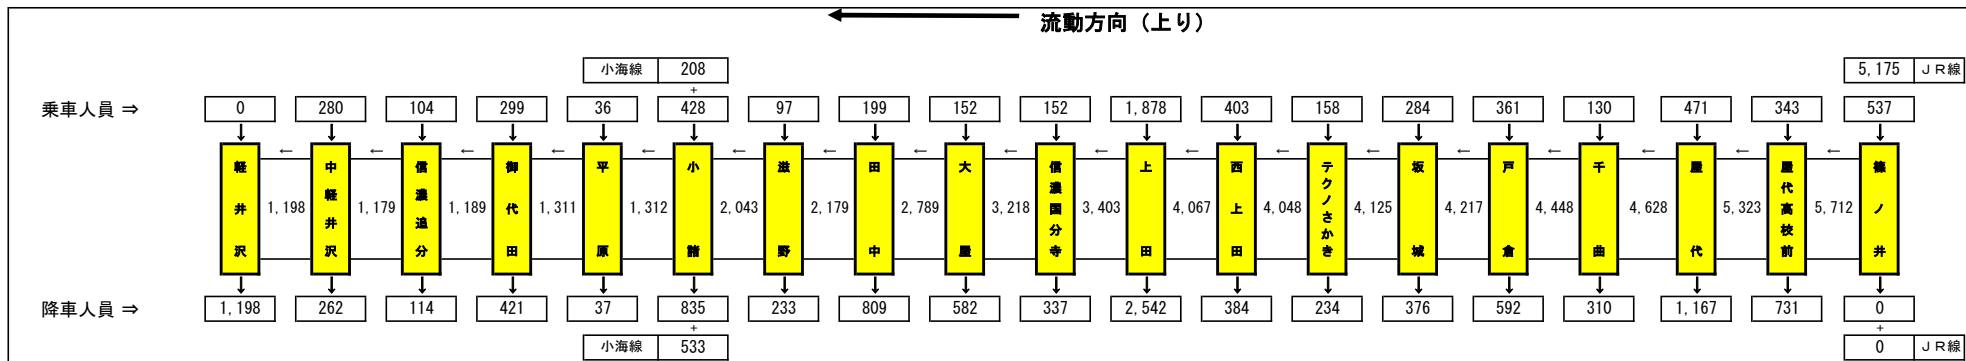 流動方向（上り）
小海線 208
5,175 ＪＲ線
+
乗車人員 ⇒ 0 280 104 299 36 428 97 199 152 152 1,878 403 158 284 361 130 471 343 537
← ← ← ← ← ← ← ← ← ← ← ← ← ← ← ← ← ←
軽井沢 1,198 中軽井沢 1,179 信濃追分 1,189 御代田 1,311 平原 1,312 小諸 2,043 滋野 2,179 田中 2,789 大屋 3,218 信濃国分寺 3,403 上田 4,067 西上田 4,048 テクノさかき 4,125 坂城 4,217 戸倉 4,448 千曲 4,628 屋代 5,323 屋代高校前 5,712 篠ノ井
降車人員 ⇒ 1,198 262 114 421 37 835 233 809 582 337 2,542 384 234 376 592 310 1,167 731 0
+ +
小海線 533
0 ＪＲ線